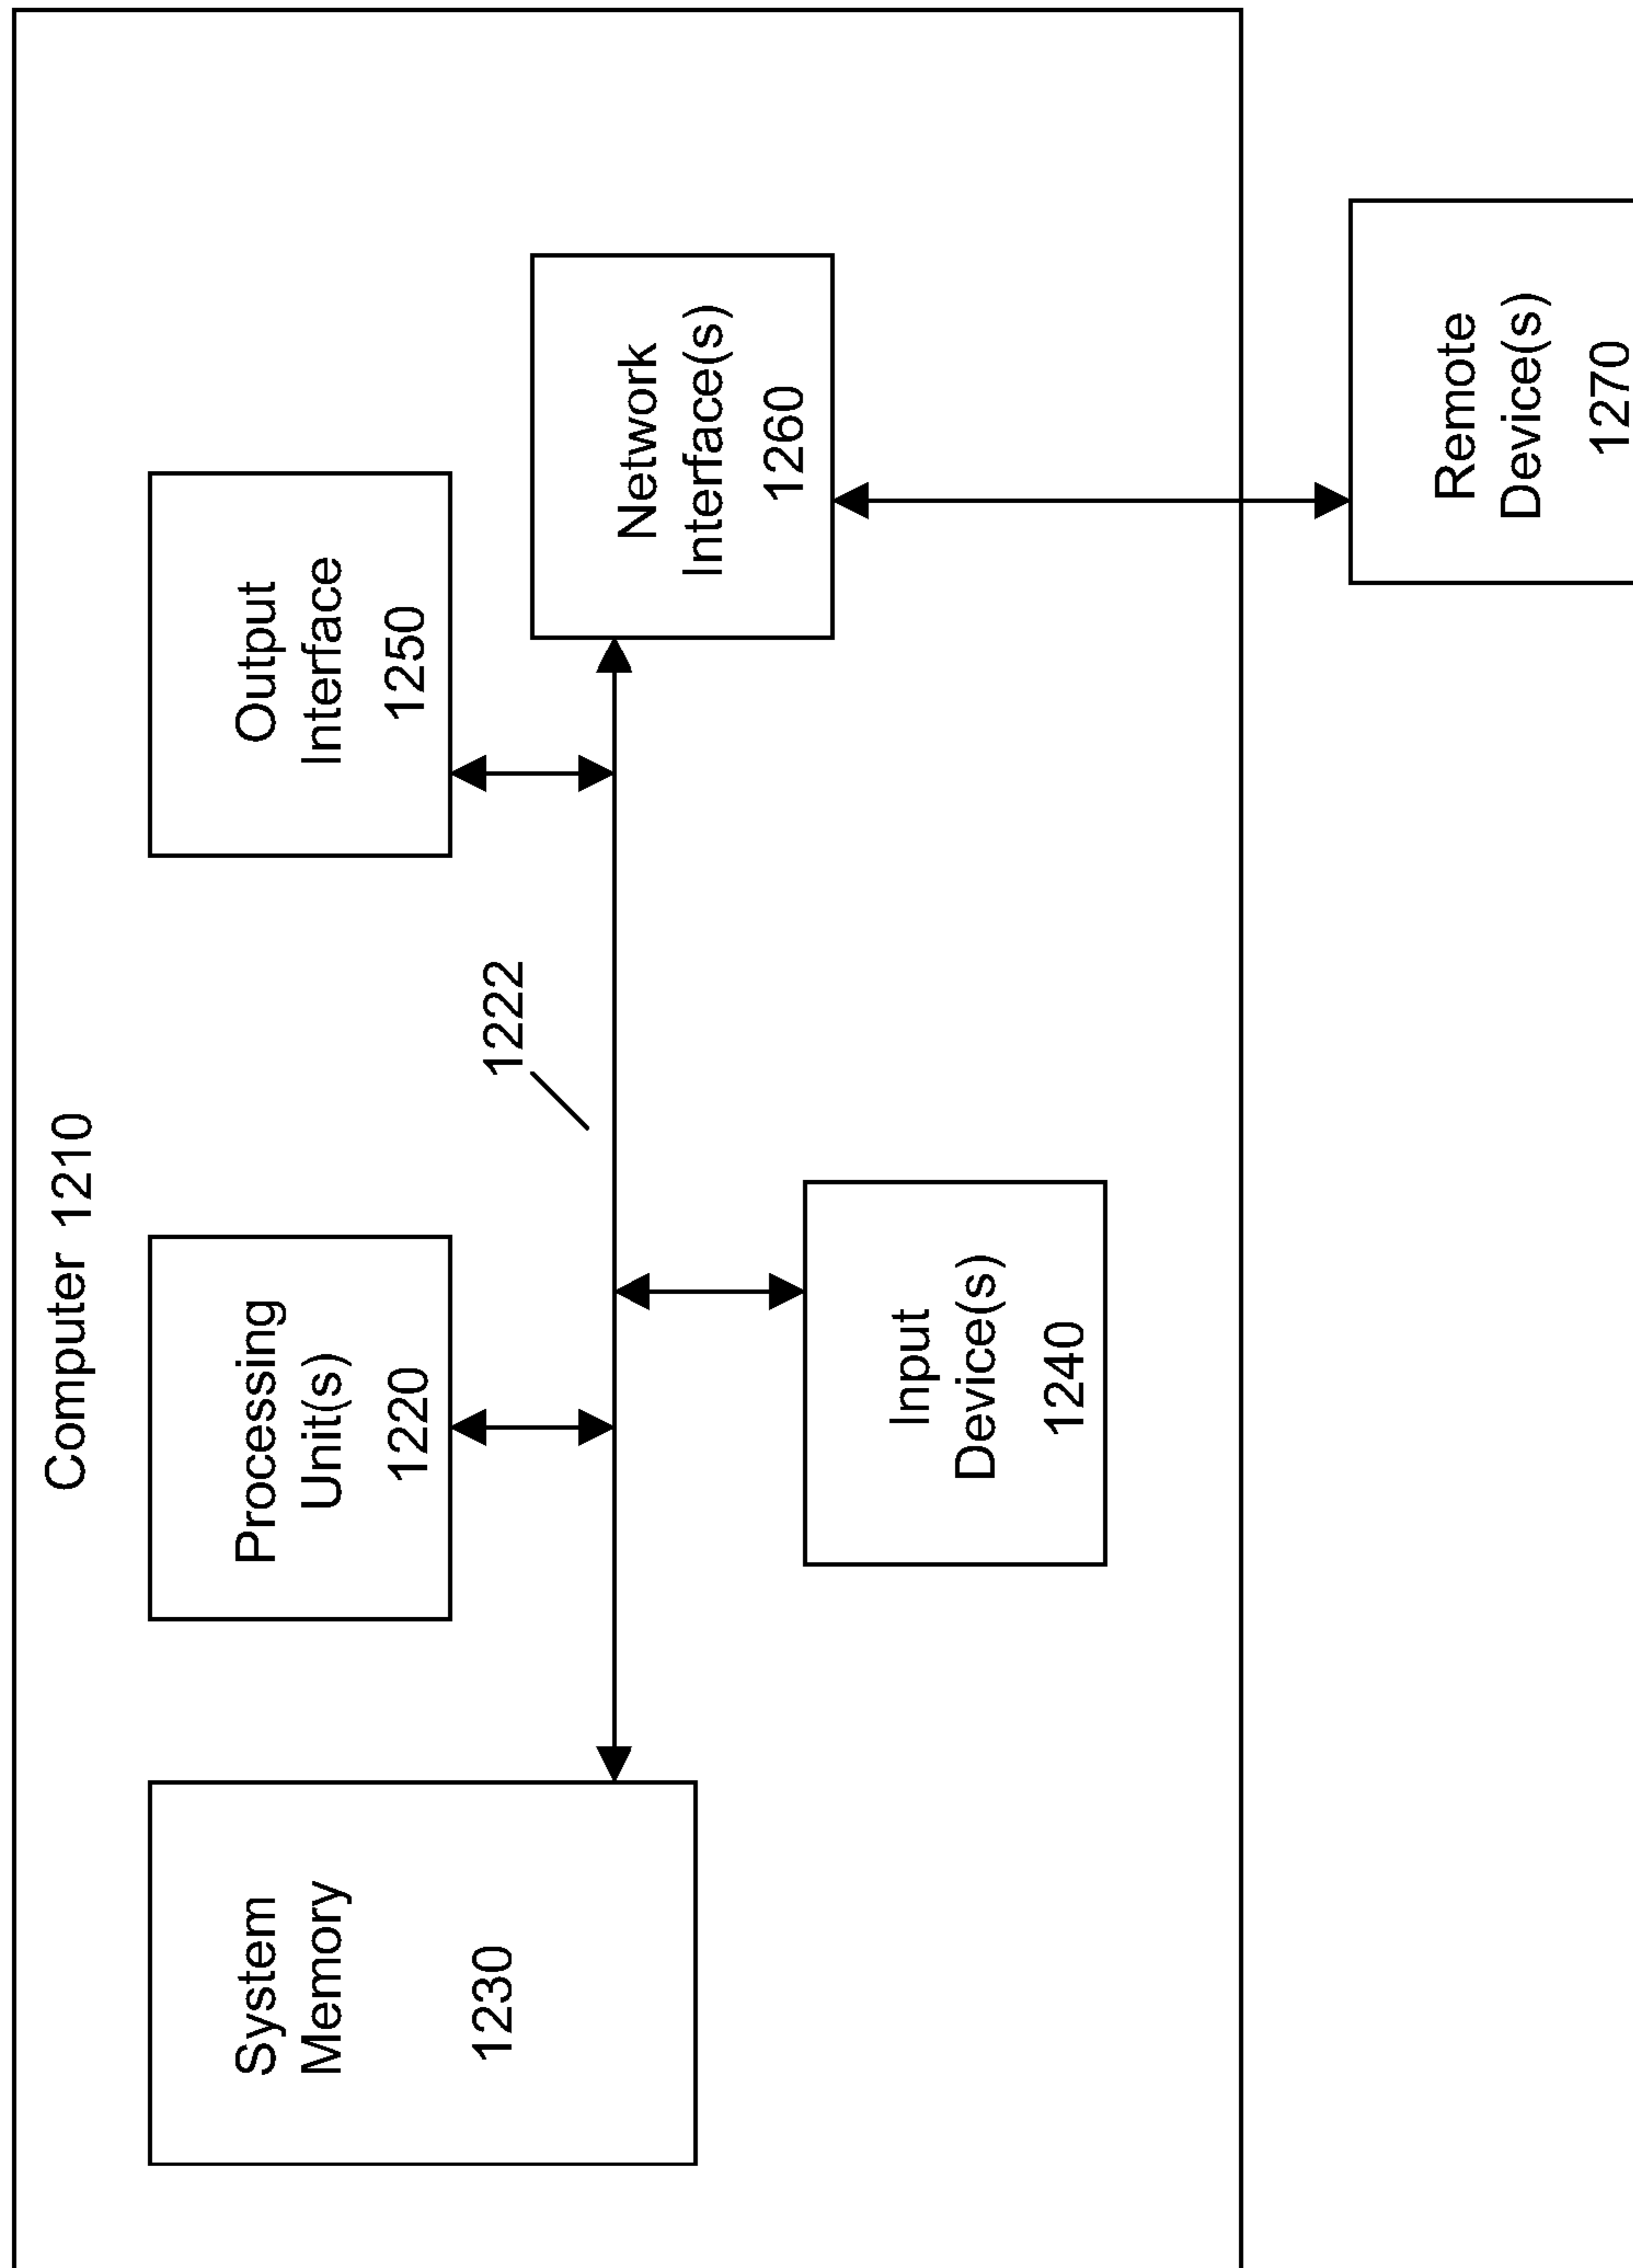 Computer 1210
System
Memory
1230
Processing
Unit(s)
1220
Output
Interface
1250
1222
Network
Interface(s)
1260
Input
Device(s)
1240
Remote
Device(s)
1270